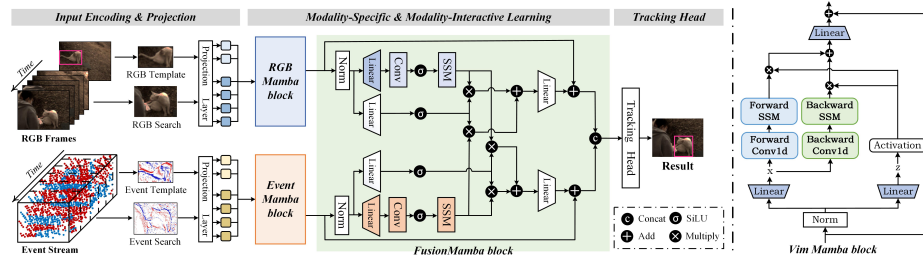 Input Encoding & Projection
Modality-Specific & Modality-Interactive Learning
Tracking Head
Time
RGB Frames
RGB Template
RGB Search
Projection
Layer
RGB
Mamba
block
Norm
Linear
Conv
σ
SSM
Linear
σ
Linear
Time
Event Stream
Event Template
Event Search
Projection
Layer
Event
Mamba
block
Norm
Linear
σ
Linear
Conv
σ
SSM
Linear
FusionMamba block
C
Tracking Head
Result
C Concat
σ SiLU
Add
Multiply
Linear
Forward
SSM
Backward
SSM
Forward
Conv1d
Backward
Conv1d
Activation
x
z
Linear
Linear
Norm
Vim Mamba block